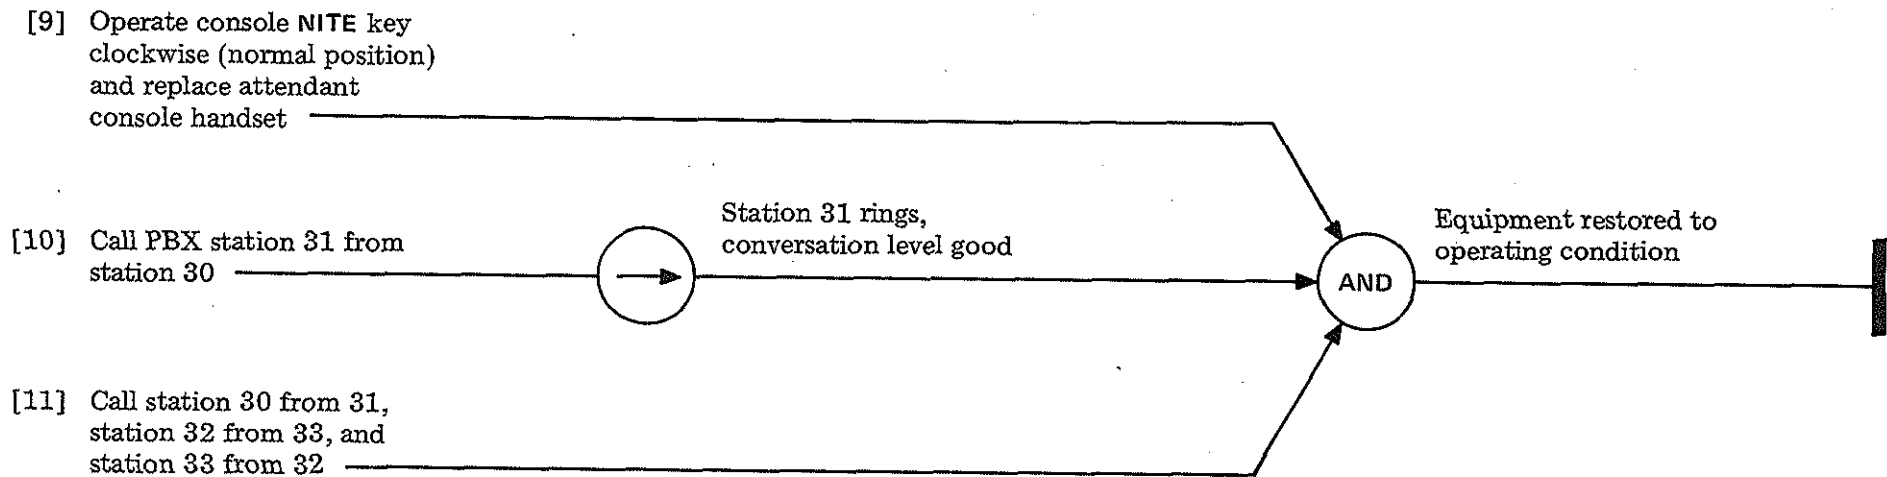 [9] Operate console NITE key
clockwise (normal position)
and replace attendant
console handset
[10] Call PBX station 31 from
station 30
Station 31 rings,
conversation level good
AND
Equipment restored to
operating condition
[11] Call station 30 from 31,
station 32 from 33, and
station 33 from 32